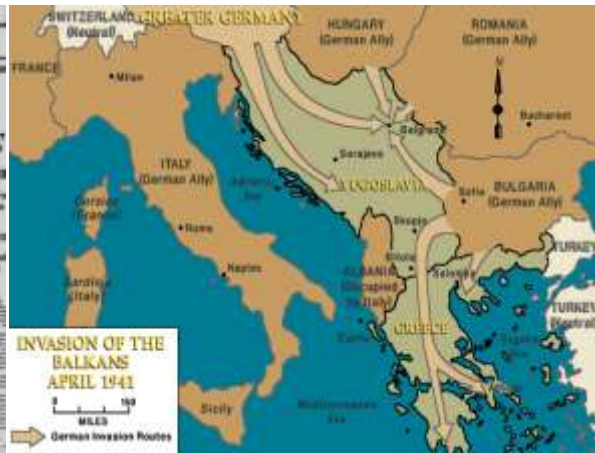 SWITZERLAND
(Neutral)
GREATER GERMANY
HUNGARY
(German Ally)
ROMANIA
(German Ally)
FRANCE
Milan
N
Belgrade
Bucharest
Sarajevo
ITALY
(German Ally)
Adriatic
Sea
YUGOSLAVIA
Sofia
BULGARIA
(German Ally)
Corsica
(France)
Rome
Skopje
Bitola
Salonika
TURKEY
Naples
ALBANIA
(Occupied
by Italy)
Sardinia
(Italy)
TURKEY
(Neutral)
GREECE
Corfu
Aegean
Sea
INVASION OF THE
BALKANS
APRIL 1941
0 150
MILES
German Invasion Routes
Sicily
Mediterranean
Sea